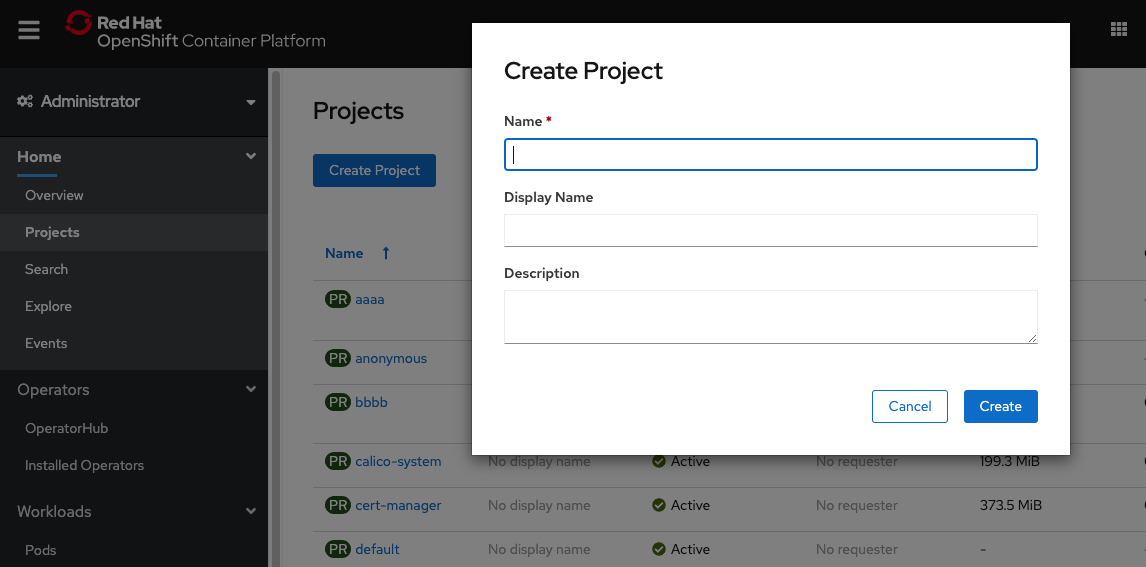 Red Hat
OpenShift Container Platform
Administrator
Home
Overview
Projects
Search
Explore
Events
Operators
OperatorHub
Installed Operators
Workloads
Pods
Projects
Create Project
Name ↑
PR aaaa
PR anonymous
PR bbbb
PR calico-system No display name Active No requester 199.3 MiB
PR cert-manager No display name Active No requester 373.5 MiB
PR default No display name Active No requester -
Create Project
Name *
Display Name
Description
Cancel Create